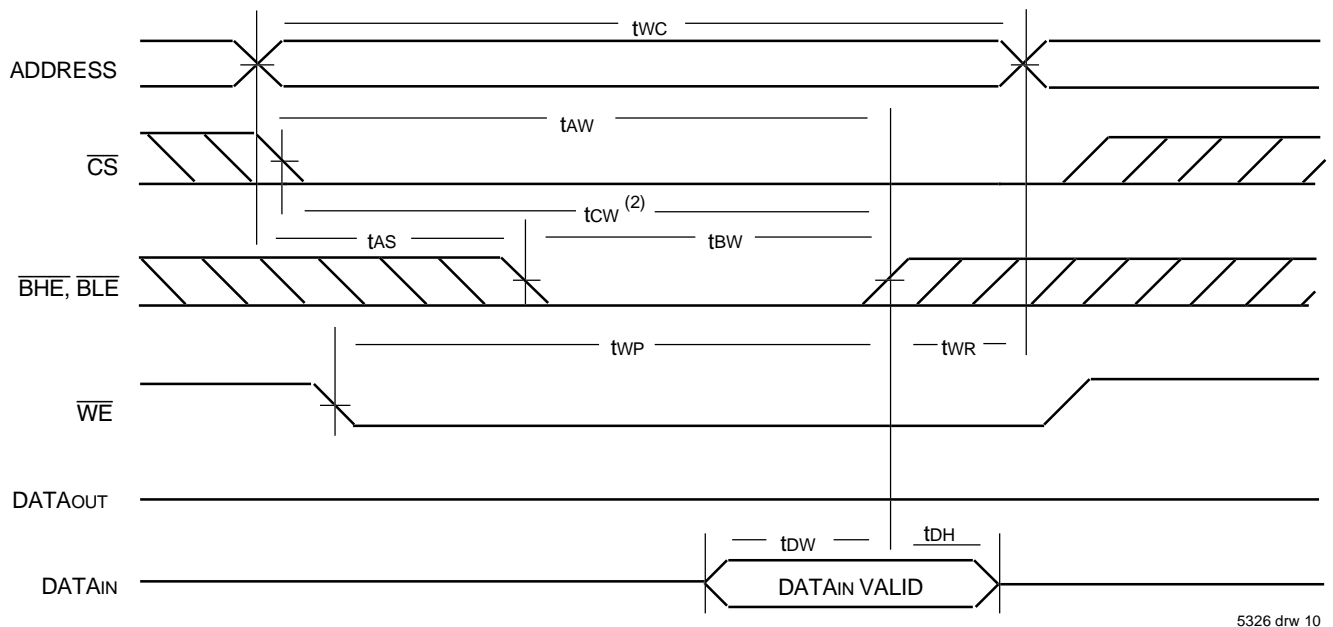 tWC
ADDRESS
tAW
CS
tCW (2)
tAS
tBW
BHE, BLE
tWP
tWR
WE
DATAOUT
tDW
tDH
DATAIN
DATAIN VALID
5326 drw 10